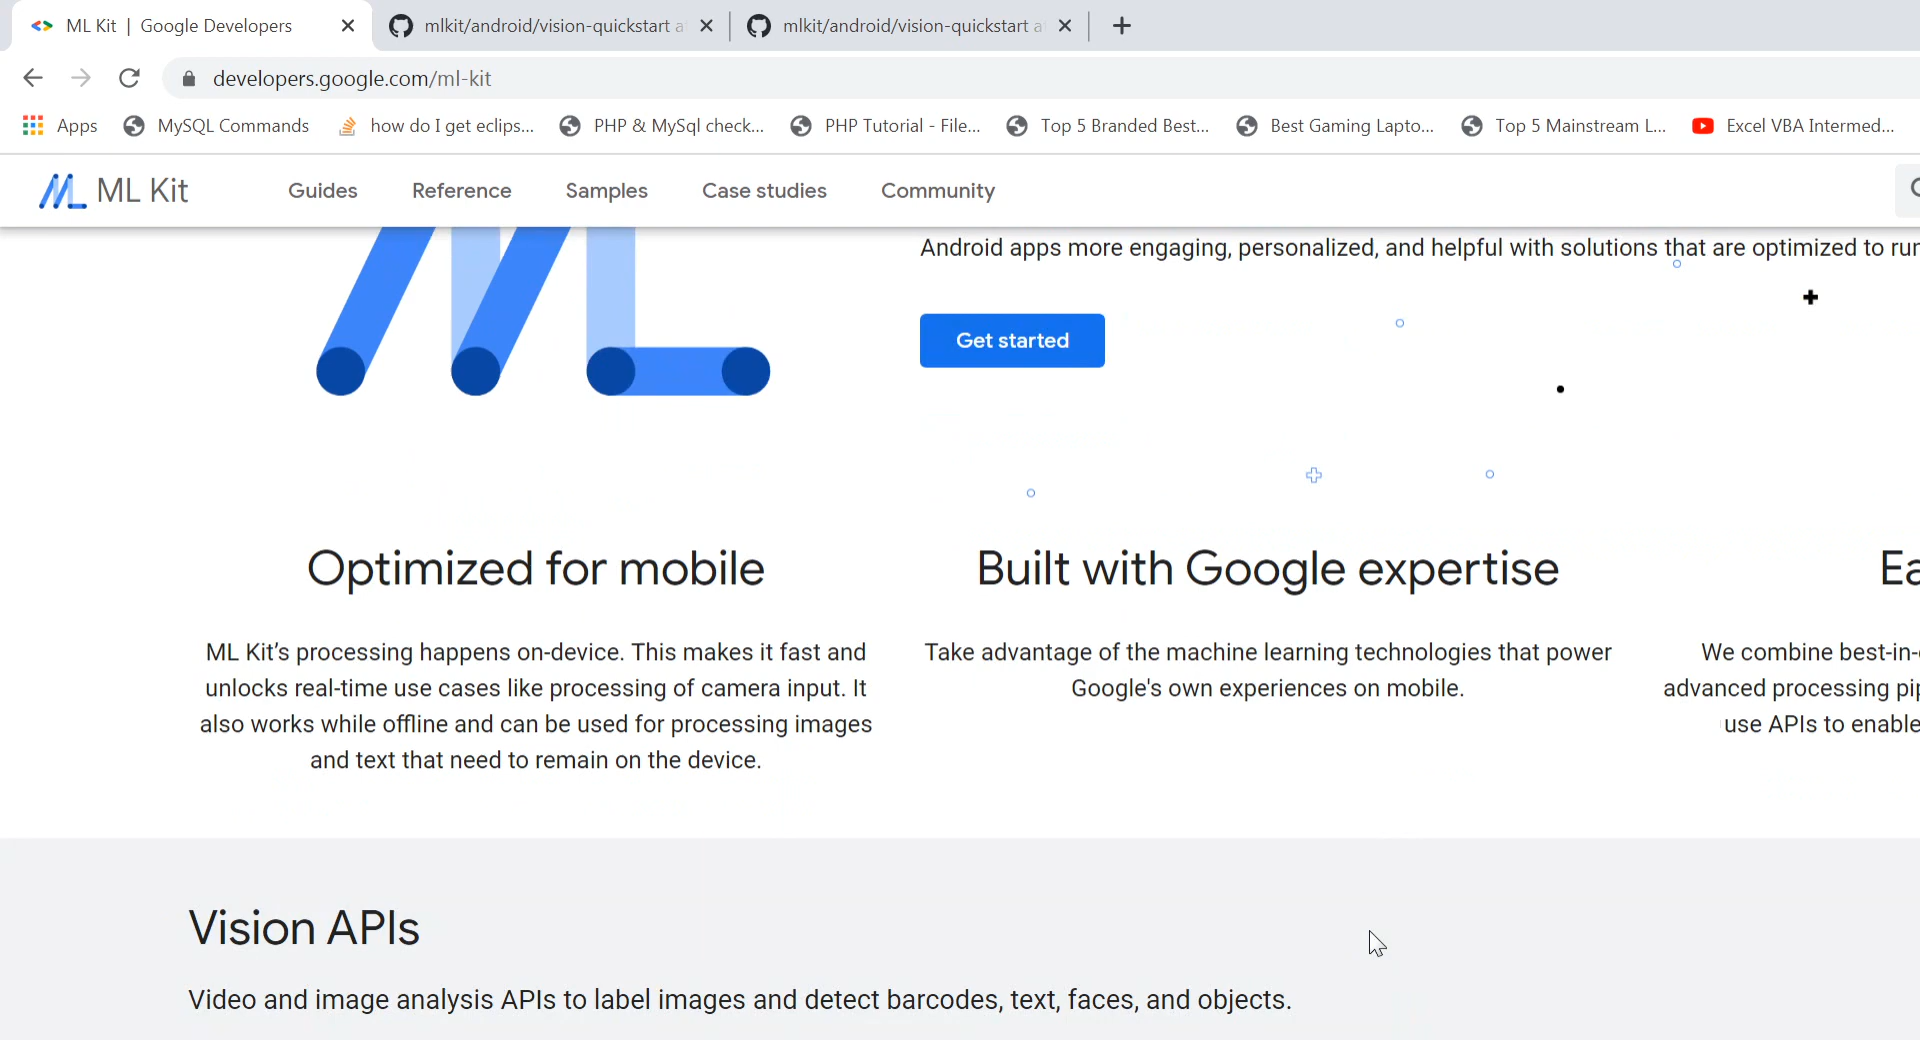 ML Kit | Google Developers
mlkit/android/vision-quickstart a
mlkit/android/vision-quickstart a
developers.google.com/ml-kit
Apps
MySQL Commands
how do I get eclips...
PHP & MySql check...
PHP Tutorial - File...
Top 5 Branded Best...
Best Gaming Lapto...
Top 5 Mainstream L...
Excel VBA Intermed...
ML Kit
Guides
Reference
Samples
Case studies
Community
Android apps more engaging, personalized, and helpful with solutions that are optimized to
Get started
Optimized for mobile
ML Kit’s processing happens on-device. This makes it fast and
unlocks real-time use cases like processing of camera input. It
also works while offline and can be used for processing images
and text that need to remain on the device.
Built with Google expertise
Take advantage of the machine learning technologies that power
Google's own experiences on mobile.
We combine best-in-
advanced processing
use APIs to enable
Vision APIs
Video and image analysis APIs to label images and detect barcodes, text, faces, and objects.